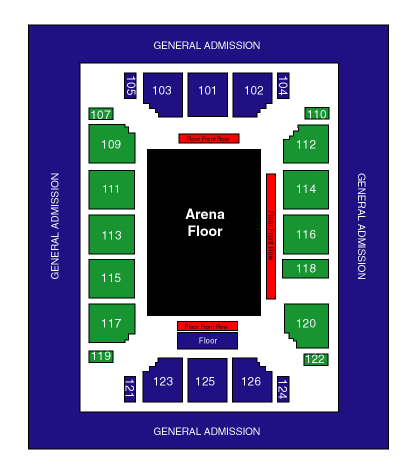 GENERAL ADMISSION
105
103
101
102
104
107
110
Floor Front Row
109
112
GENERAL ADMISSION
111
114
GENERAL ADMISSION
Arena
Floor
Floor Front Row
113
116
115
118
117
120
Floor Front Row
Floor
119
122
121
123
125
126
124
GENERAL ADMISSION